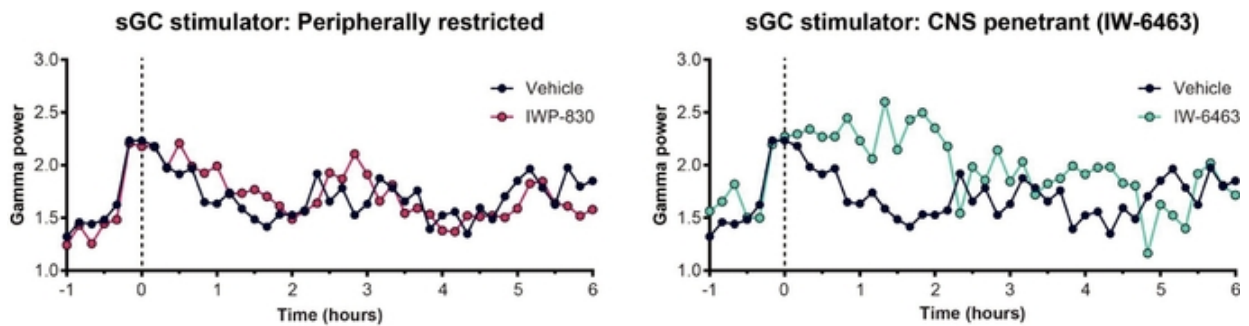 sGC stimulator: Peripherally restricted
3.0
2.5
2.0
1.5
1.0
Gamma power
Vehicle
IWP-830
-1 0 1 2 3 4 5 6
Time (hours)
sGC stimulator: CNS penetrant (IW-6463)
3.0
2.5
2.0
1.5
1.0
Gamma power
Vehicle
IW-6463
-1 0 1 2 3 4 5 6
Time (hours)